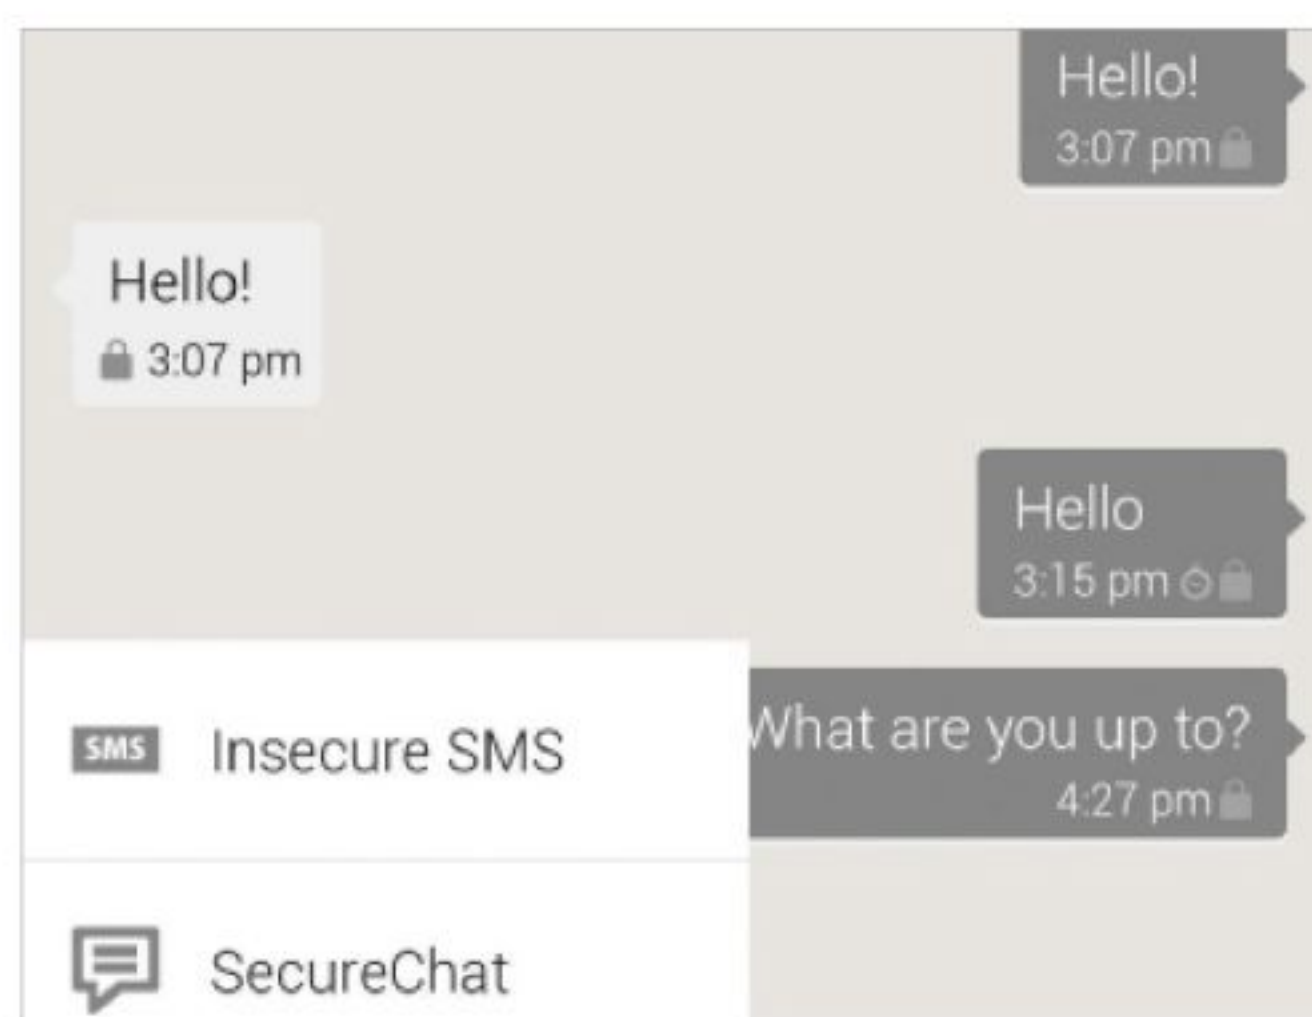 Hello!
3:07 pm
Hello!
3:07 pm
Hello
3:15 pm
What are you up to?
4:27 pm
SMS Insecure SMS
SecureChat